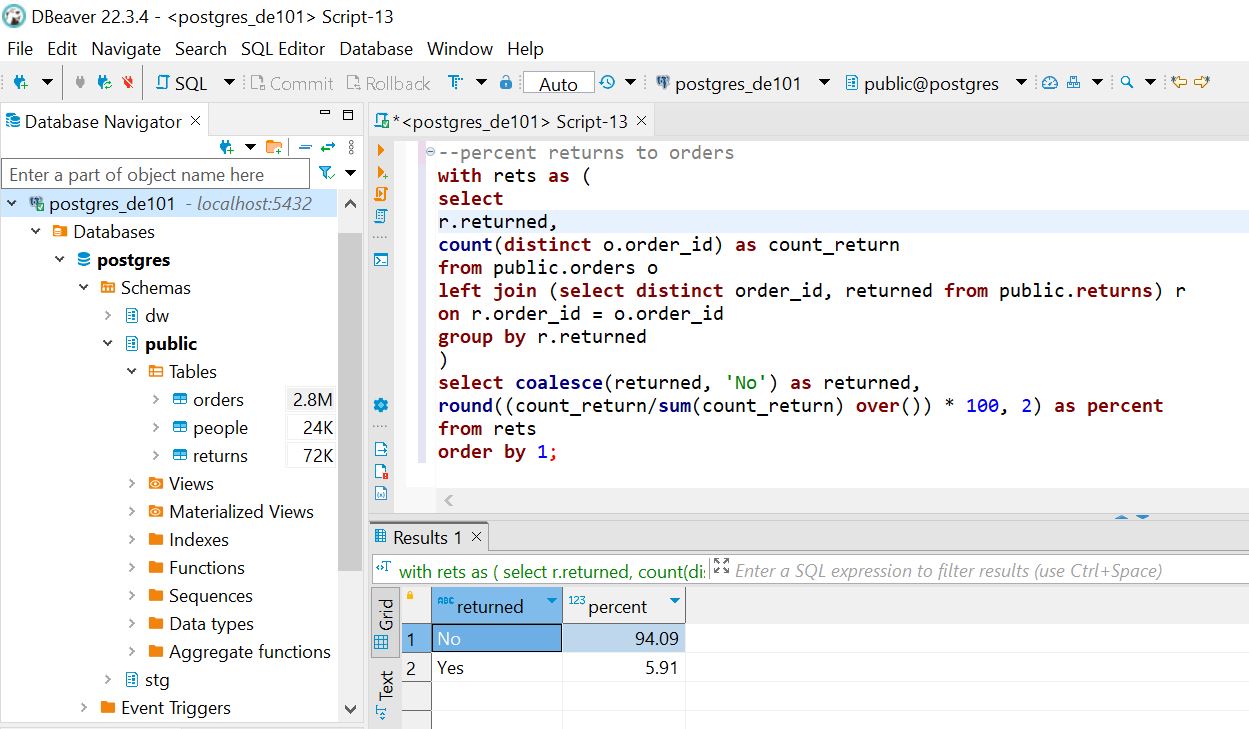 DBeaver 22.3.4 - <postgres_de101> Script-13
File Edit Navigate Search SQL Editor Database Window Help
SQL Commit Rollback Auto postgres_de101 public@postgres
Database Navigator
Enter a part of object name here
postgres_de101 - localhost:5432
Databases
postgres
Schemas
dw
public
Tables
orders 2.8M
people 24K
returns 72K
Views
Materialized Views
Indexes
Functions
Sequences
Data types
Aggregate functions
stg
Event Triggers
*<postgres_de101> Script-13
--percent returns to orders
with rets as (
select
r.returned,
count(distinct o.order_id) as count_return
from public.orders o
left join (select distinct order_id, returned from public.returns) r
on r.order_id = o.order_id
group by r.returned
)
select coalesce(returned, 'No') as returned,
round((count_return/sum(count_return) over()) * 100, 2) as percent
from rets
order by 1;
Results 1
with rets as ( select r.returned, count(di Enter a SQL expression to filter results (use Ctrl+Space)
Grid
Text
ABC returned 123 percent
1 No 94.09
2 Yes 5.91